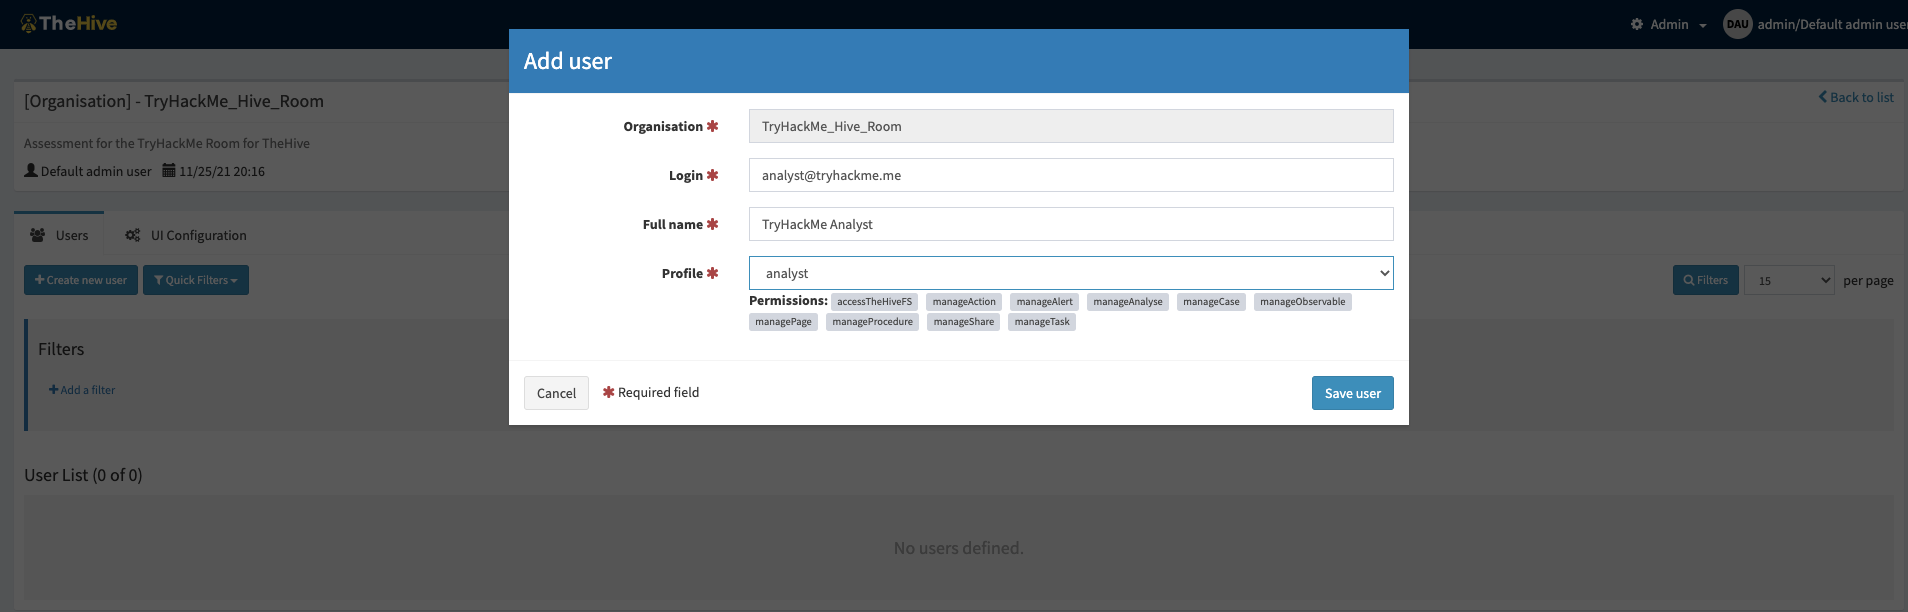 TheHive
Admin
DAU admin/Default admin use
Add user
[Organisation] - TryHackMe_Hive_Room
Back to list
Assessment for the TryHackMe Room for TheHive
Default admin user 11/25/21 20:16
Organisation ✱ TryHackMe_Hive_Room
Login ✱ analyst@tryhackme.me
Full name ✱ TryHackMe Analyst
Profile ✱ analyst
Permissions: accessTheHiveFS manageAction manageAlert manageAnalyse manageCase manageObservable
managePage manageProcedure manageShare manageTask
Cancel ✱ Required field Save user
Users UI Configuration
+ Create new user Quick Filters
Filters 15 per page
Filters
+ Add a filter
User List (0 of 0)
No users defined.